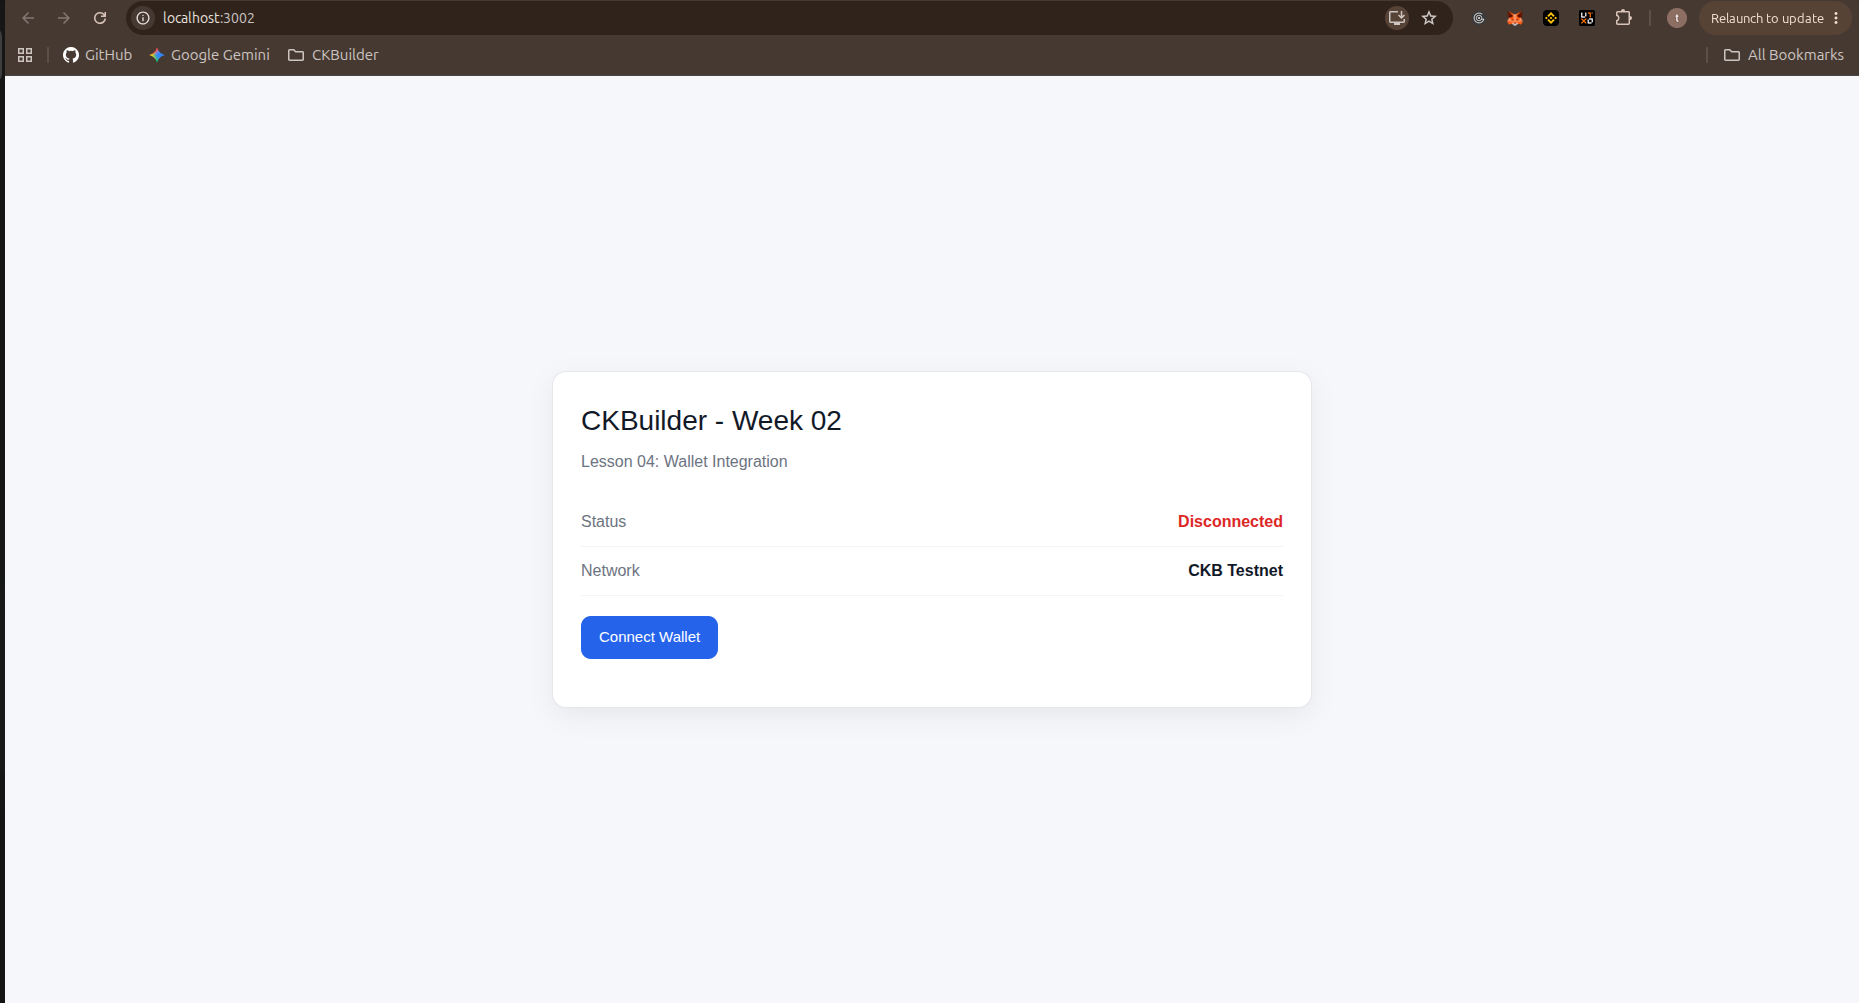 localhost:3002
t
Relaunch to update
GitHub
Google Gemini
CKBuilder
All Bookmarks
CKBuilder - Week 02
Lesson 04: Wallet Integration
Status
Disconnected
Network
CKB Testnet
Connect Wallet